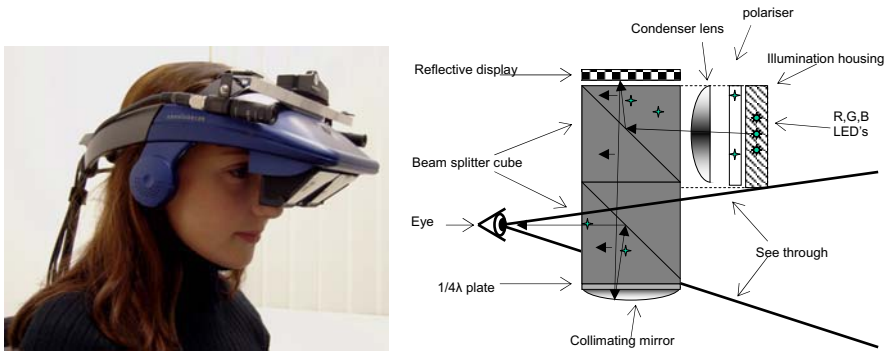 polariser
Condenser lens
Illumination housing
Reflective display
R,G,B
LED's
Beam splitter
cube
Eye
See through
1/4λ plate
Collimating mirror